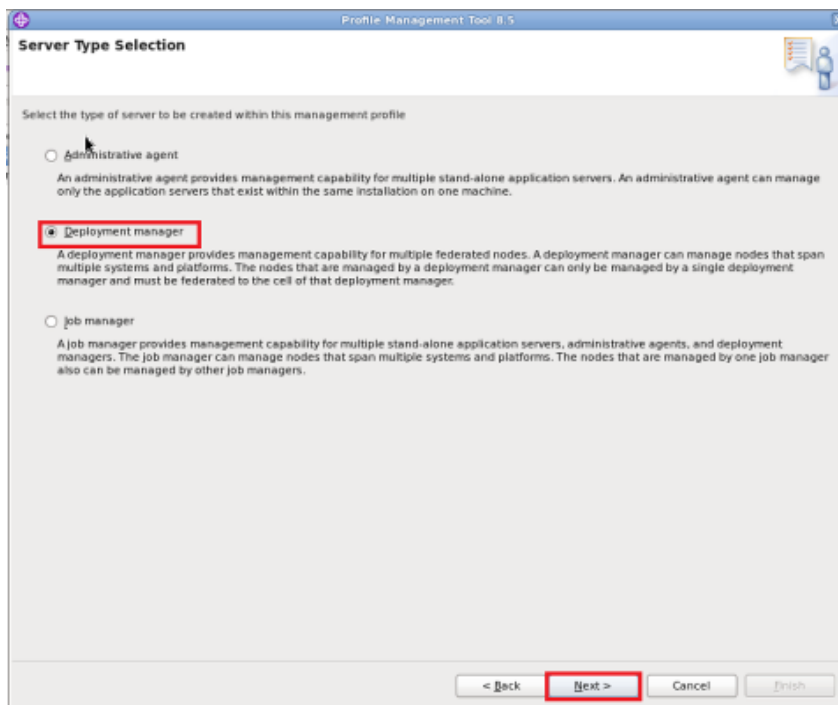 Profile Management Tool 8.5
Server Type Selection
Select the type of server to be created within this management profile
Administrative agent
An administrative agent provides management capability for multiple stand-alone application servers. An administrative agent can manage
only the application servers that exist within the same installation on one machine.
Deployment manager
A deployment manager provides management capability for multiple federated nodes. A deployment manager can manage nodes that span
multiple systems and platforms. The nodes that are managed by a deployment manager can only be managed by a single deployment
manager and must be federated to the cell of that deployment manager.
Job manager
A job manager provides management capability for multiple stand-alone application servers, administrative agents, and deployment
managers. The job manager can manage nodes that span multiple systems and platforms. The nodes that are managed by one job manager
also can be managed by other job managers.
< Back Next > Cancel Finish